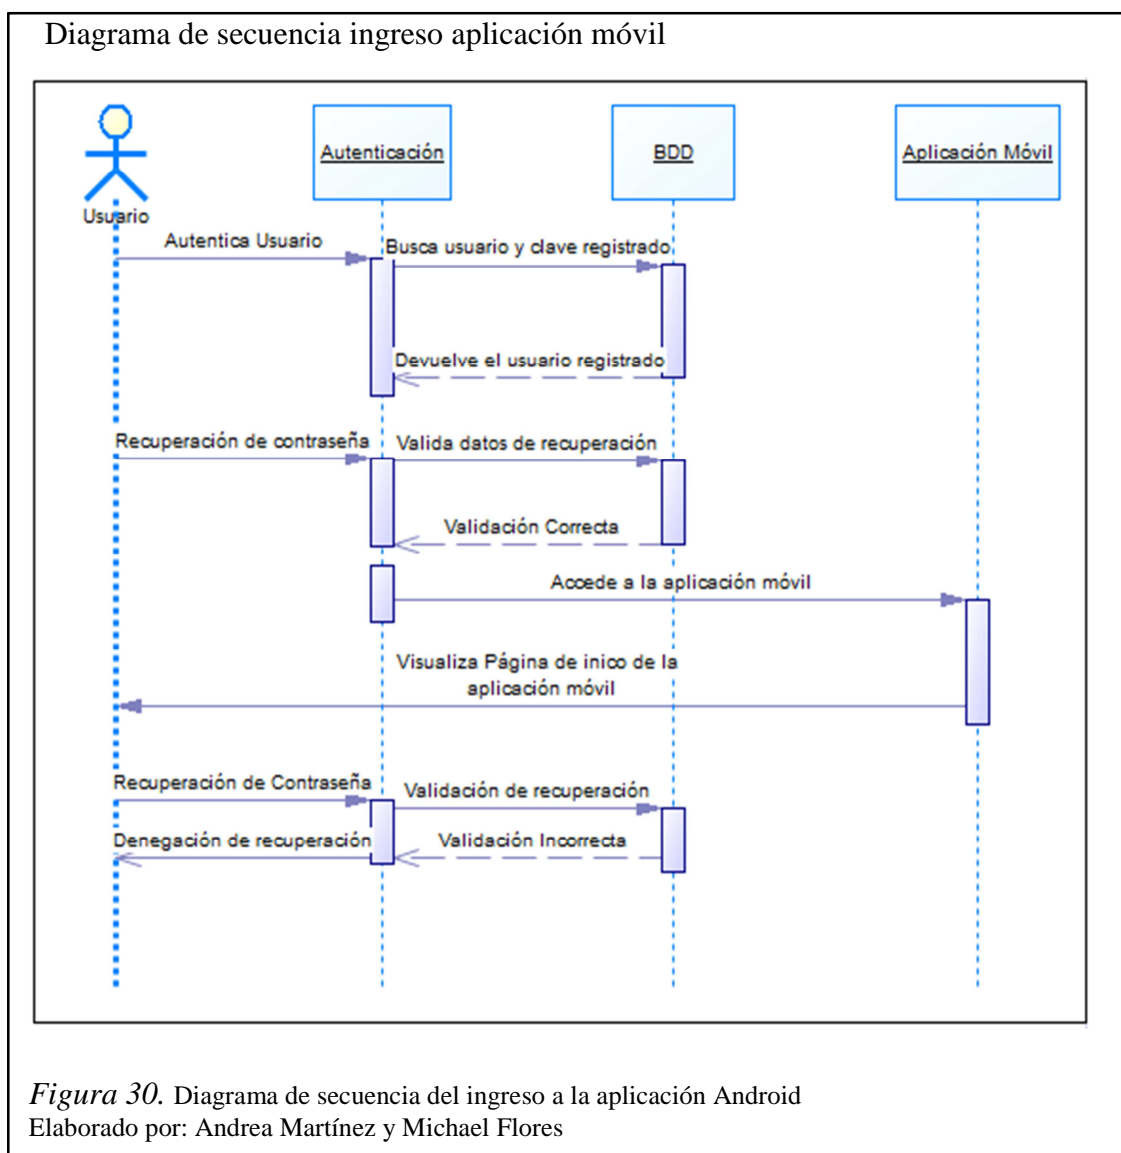 Diagrama de secuencia ingreso aplicación móvil
Autenticación
BDD
Aplicación Móvil
Usuario
Autentica Usuario
Busca usuario y clave registrado
Devuelve el usuario registrado
Recuperación de contraseña
Valida datos de recuperación
Validación Correcta
Accede a la aplicación móvil
Visualiza Página de inico de la
aplicación móvil
Recuperación de Contraseña
Validación de recuperación
Denegación de recuperación
Validación Incorrecta
Figura 30. Diagrama de secuencia del ingreso a la aplicación Android
Elaborado por: Andrea Martínez y Michael Flores